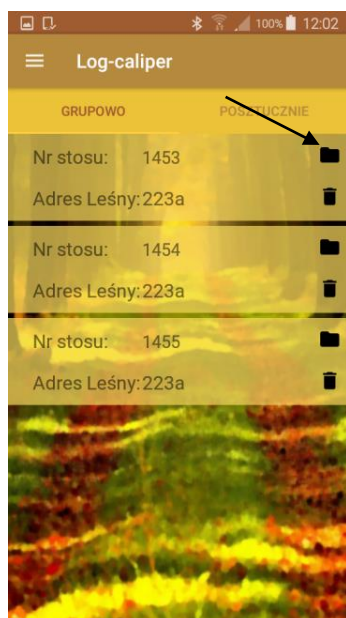 100% 12:02
Log-caliper
GRUPOWO POSZTUCZNIE
Nr stosu: 1453
Adres Leśny: 223a
Nr stosu: 1454
Adres Leśny: 223a
Nr stosu: 1455
Adres Leśny: 223a